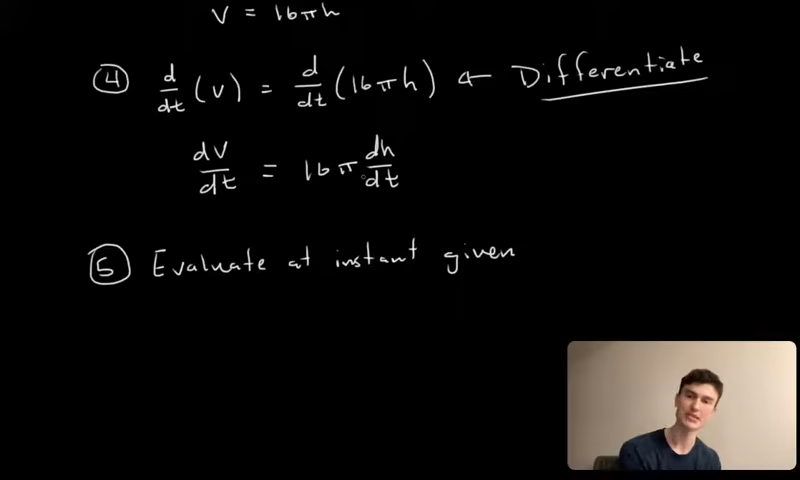 V = 16πh
④ d/dt (V) = d/dt (16πh) ← Differentiate
dV/dt = 16π dh/dt
⑤ Evaluate at instant given